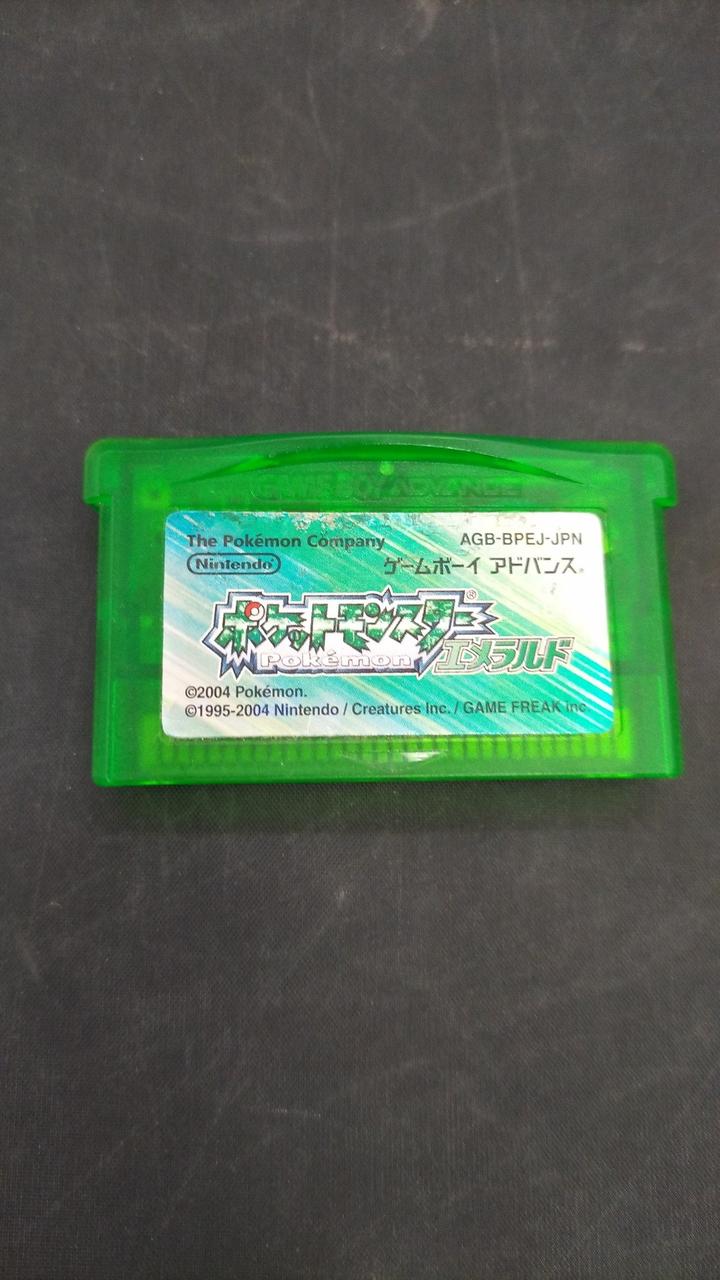 GAME BOY ADVANCE
The Pokémon Company AGB-BPEJ-JPN
Nintendo® ゲームボーイ アドバンス®
ポケットモンスター®
Pokémon エメラルド
©2004 Pokémon.
©1995-2004 Nintendo / Creatures Inc. / GAME FREAK inc.